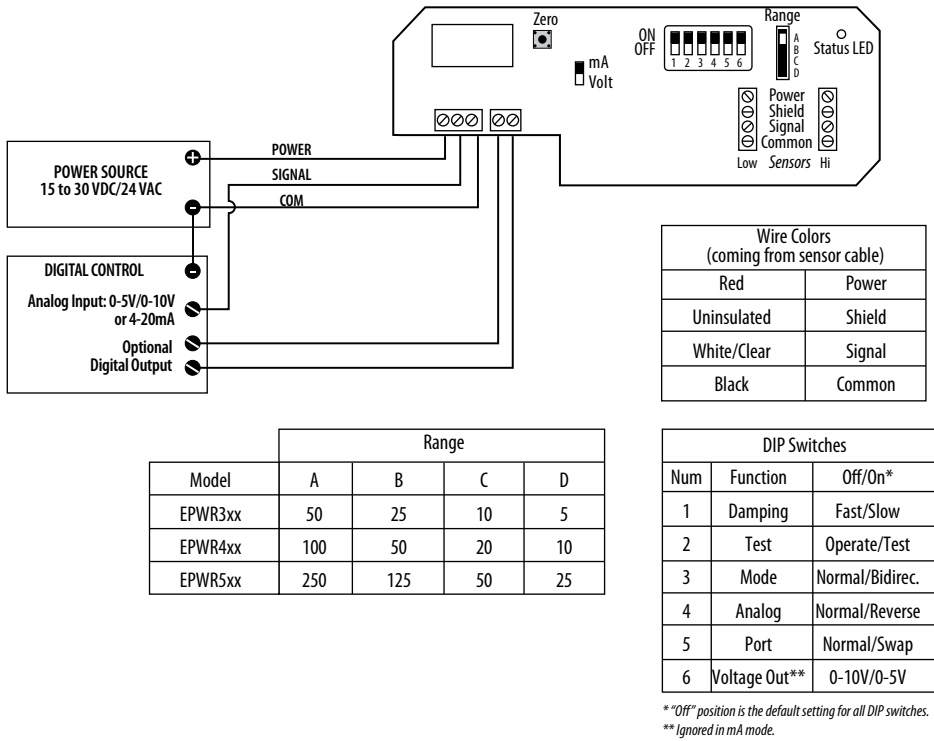 Zero
ON
OFF
1 2 3 4 5 6
Range
A
B
C
D
Status LED
mA
Volt
Power
Shield
Signal
Common
Low Sensors Hi
POWER SOURCE
15 to 30 VDC/24 VAC
POWER
SIGNAL
COM
DIGITAL CONTROL
Analog Input: 0-5V/0-10V
or 4-20mA
Optional
Digital Output
Wire Colors
(coming from sensor cable)
Red Power
Uninsulated Shield
White/Clear Signal
Black Common
Range
Model A B C D
EPWR3xx 50 25 10 5
EPWR4xx 100 50 20 10
EPWR5xx 250 125 50 25
DIP Switches
Num Function Off/On*
1 Damping Fast/Slow
2 Test Operate/Test
3 Mode Normal/Bidirec.
4 Analog Normal/Reverse
5 Port Normal/Swap
6 Voltage Out** 0-10V/0-5V
* "Off" position is the default setting for all DIP switches.
** Ignored in mA mode.